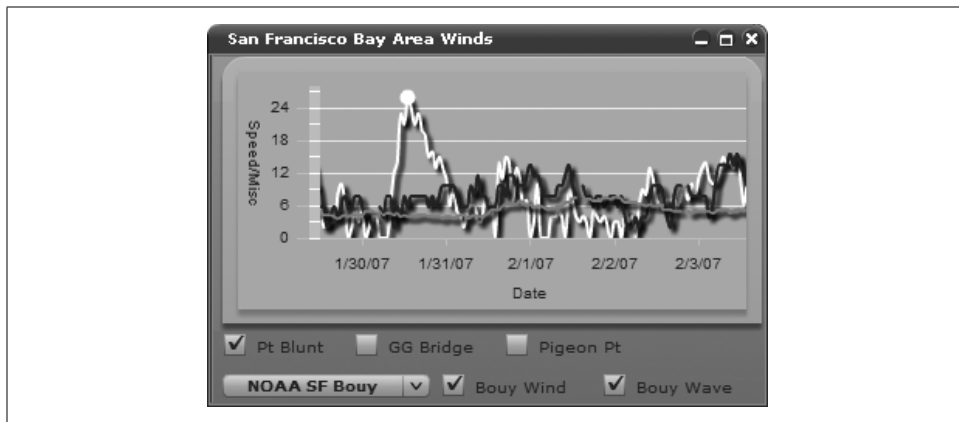 San Francisco Bay Area Winds
Speed/Misc
24
18
12
6
0
1/30/07 1/31/07 2/1/07 2/2/07 2/3/07
Date
Pt Blunt GG Bridge Pigeon Pt
NOAA SF Bouy Bouy Wind Bouy Wave